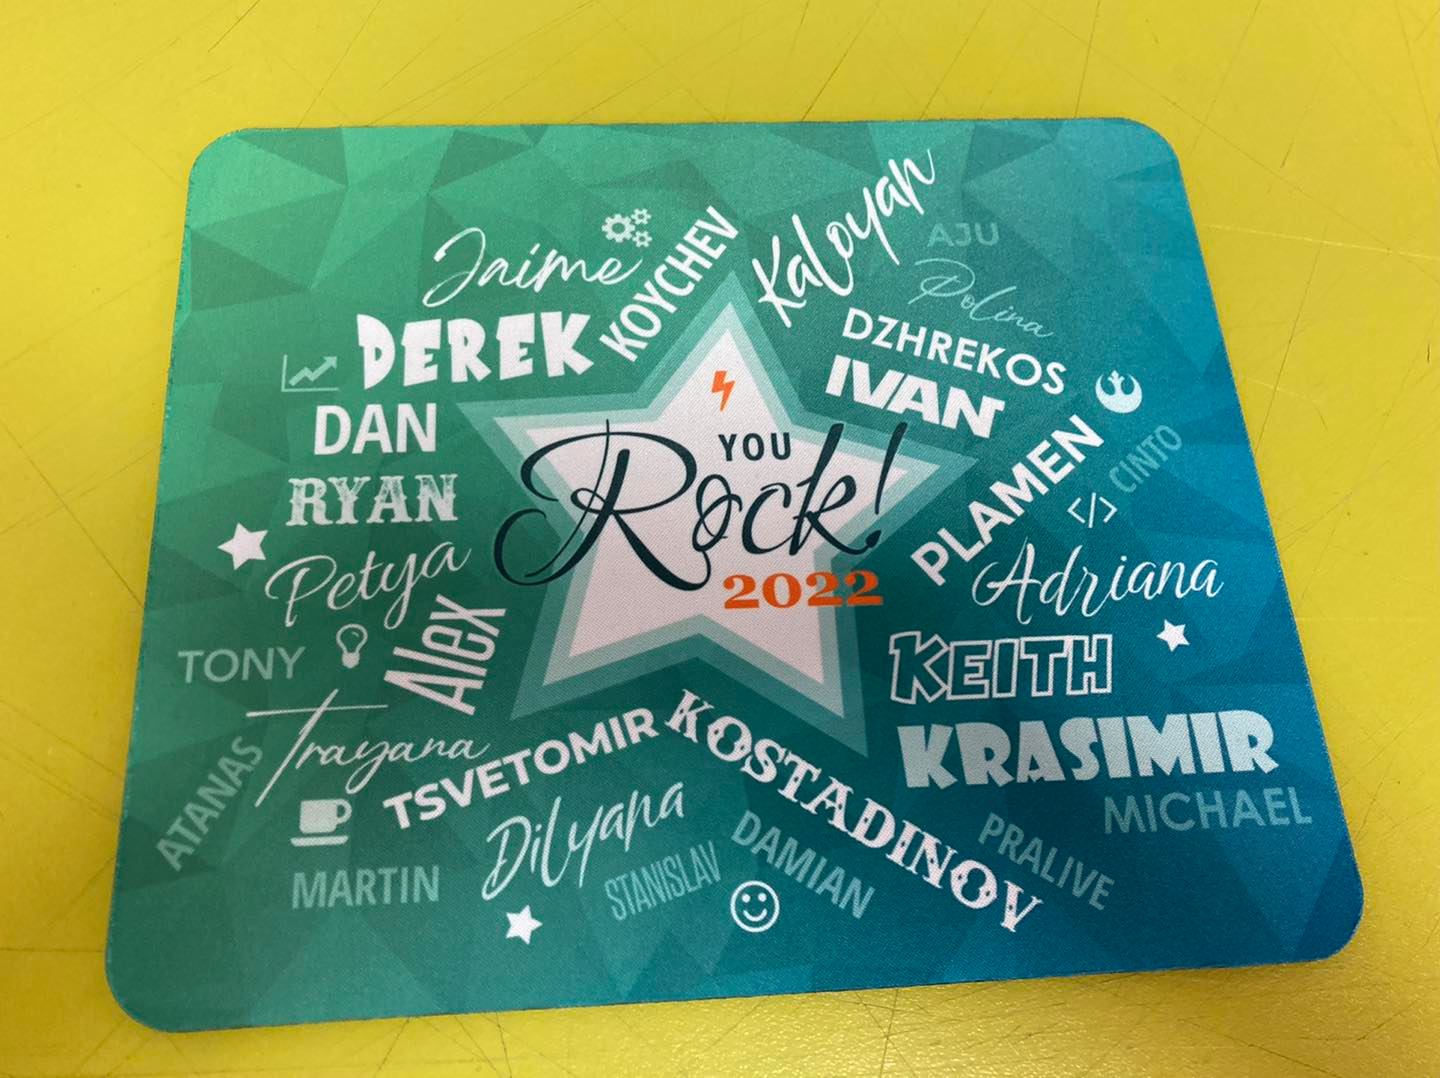 Jaime
KOYCHEV
Kaloyan
AJU
Polina
DEREK
DZHREKOS
IVAN
DAN
RYAN
YOU
Rock!
2022
PLAMEN
CINTO
</>
Petya
Alex
Adriana
TONY
KEITH
Trayana
TSVETOMIR
KOSTADINOV
KRASIMIR
ATANAS
MICHAEL
MARTIN
Dilyana
STANISLAV
DAMIAN
PRALIVE